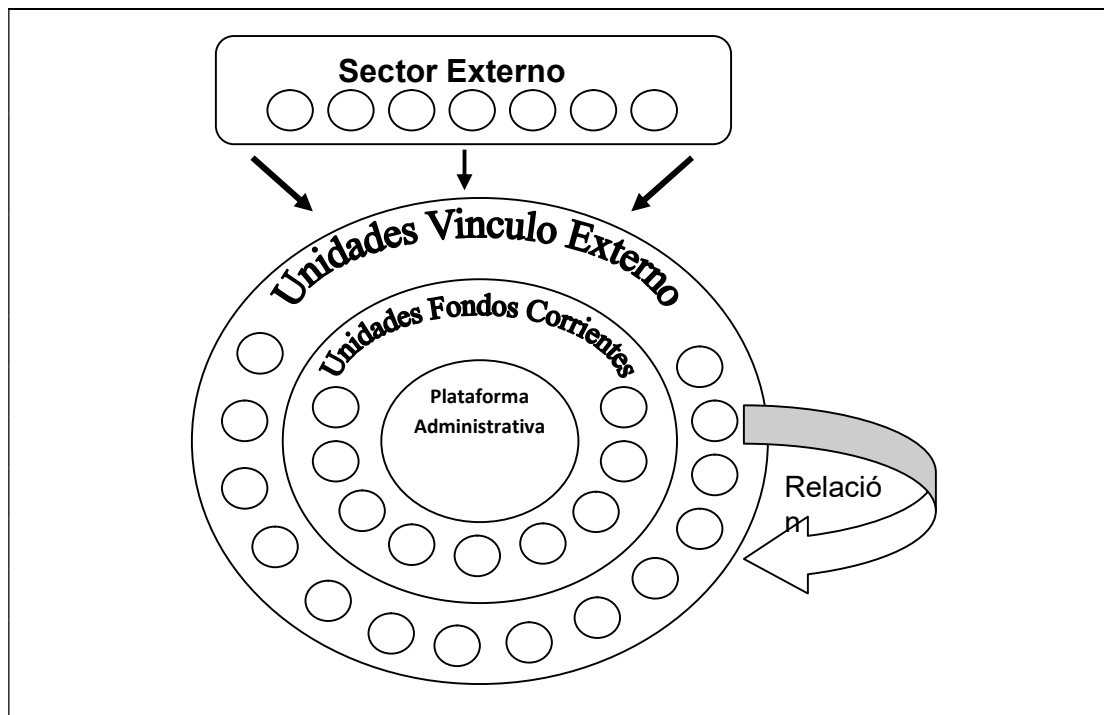 Sector Externo
Unidades Vinculo Externo
Unidades Fondos Corrientes
Plataforma
Administrativa
Relació
n